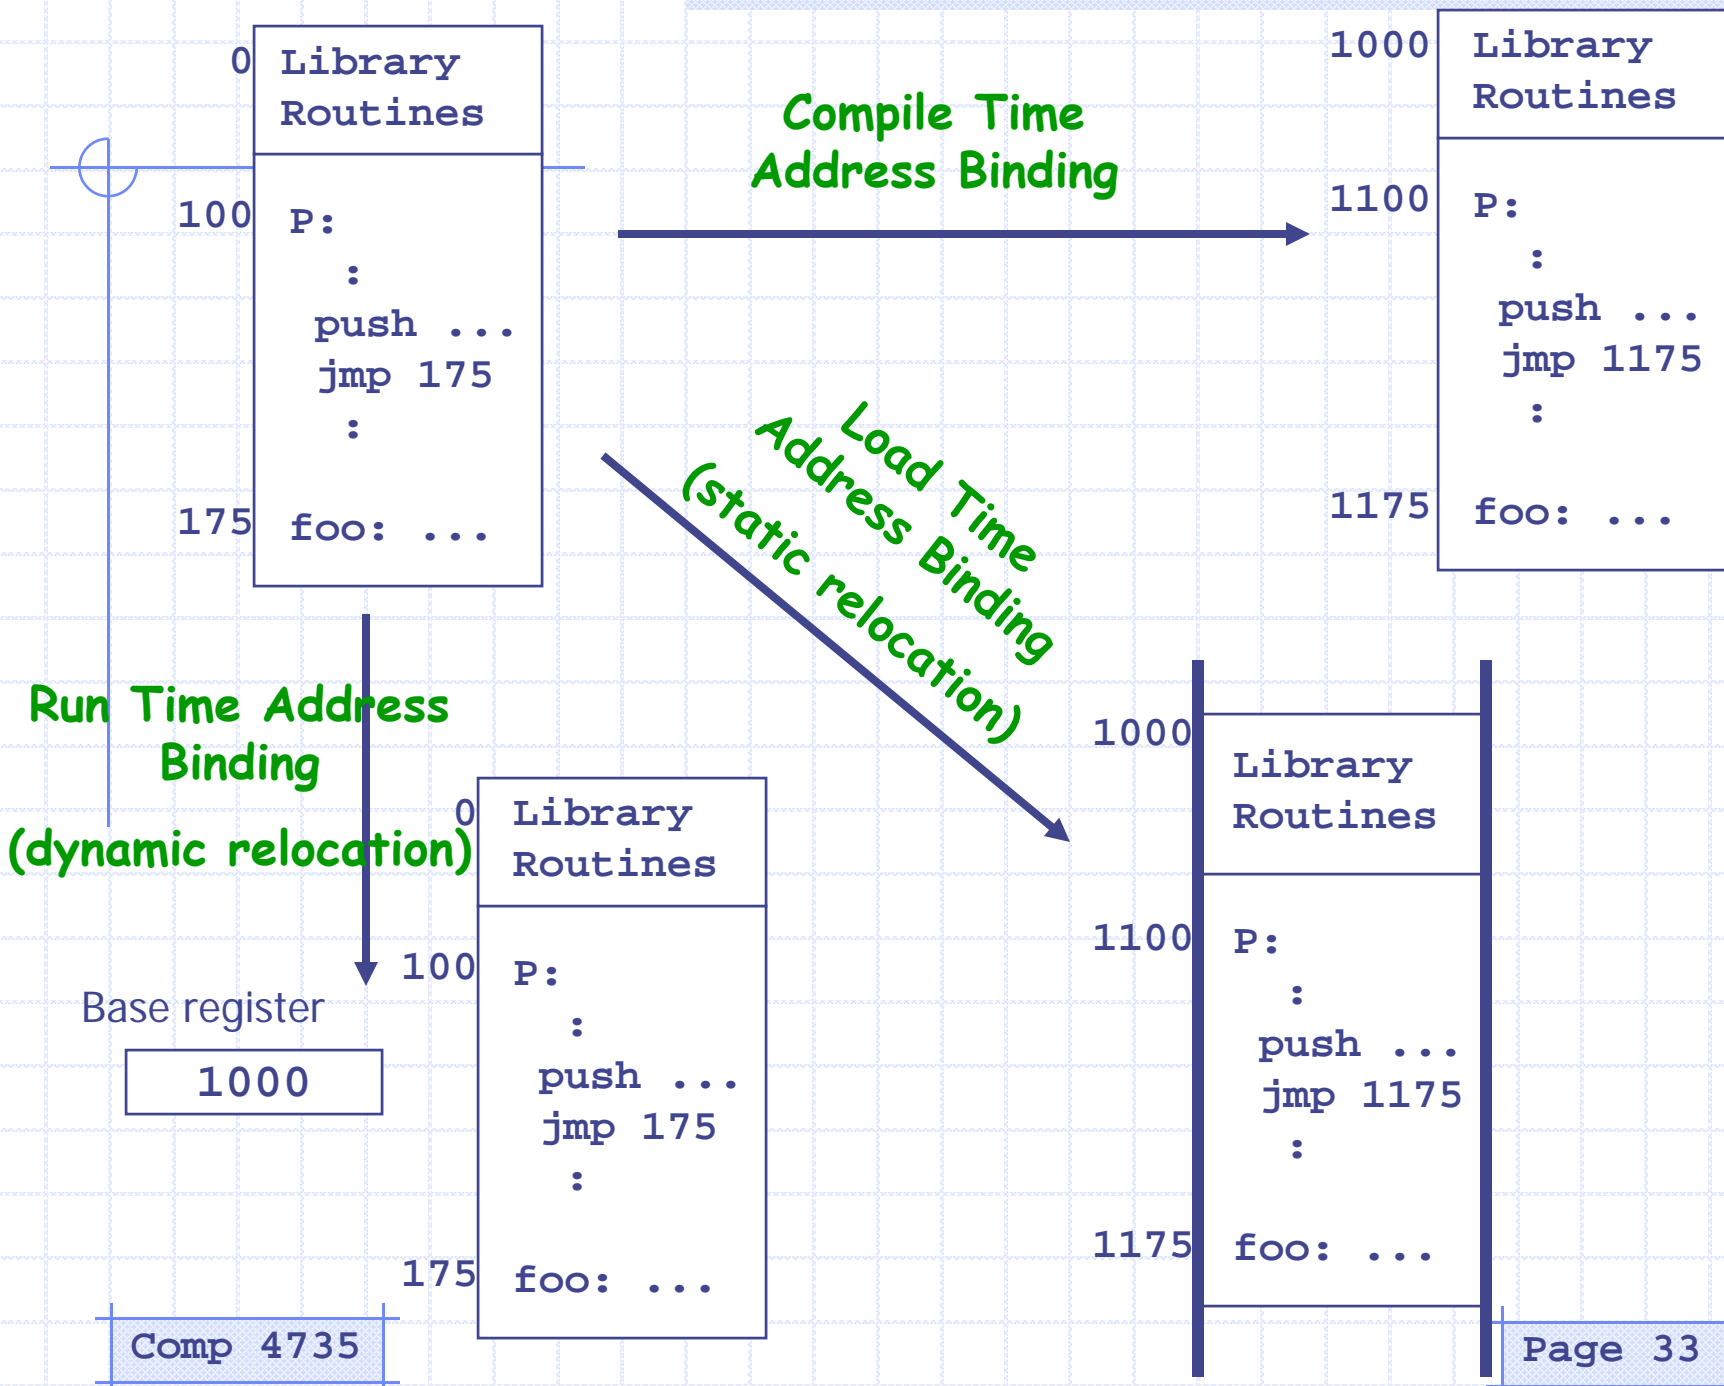 0
Library
Routines
100
P:
:
push ...
jmp 175
:
175
foo: ...
Compile Time
Address Binding
1000
Library
Routines
1100
P:
:
push ...
jmp 1175
:
1175
foo: ...
Load Time
Address Binding
(static relocation)
Run Time Address
Binding
(dynamic relocation)
Base register
1000
0
Library
Routines
100
P:
:
push ...
jmp 175
:
175
foo: ...
1000
Library
Routines
1100
P:
:
push ...
jmp 1175
:
1175
foo: ...
Comp 4735
Page 33